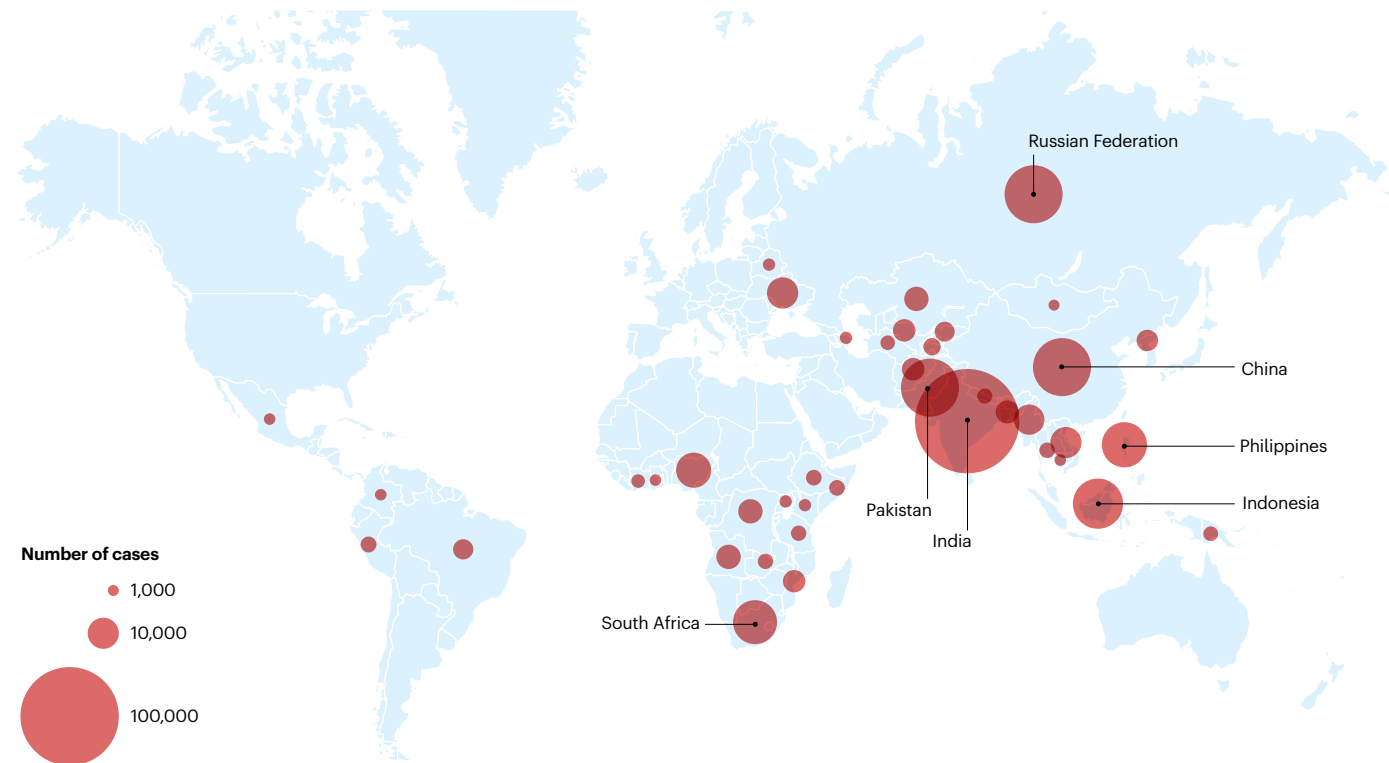 Russian Federation
China
Philippines
Indonesia
Pakistan
India
South Africa
Number of cases
1,000
10,000
100,000